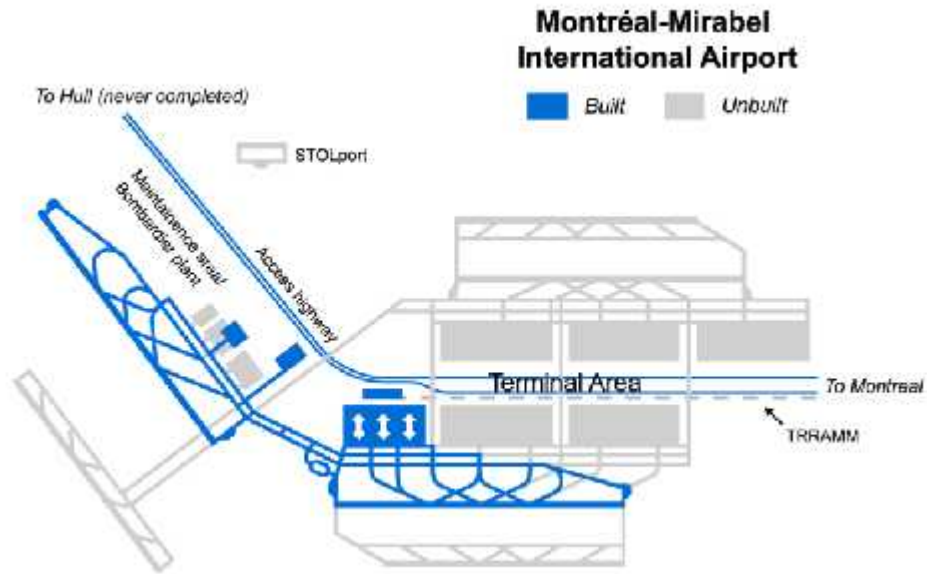 Montréal-Mirabel
International Airport
Built
Unbuilt
To Hull (never completed)
STOLport
Maintainence area/
Bombardier plant
Access highway
Terminal Area
To Montreal
TRRAMM